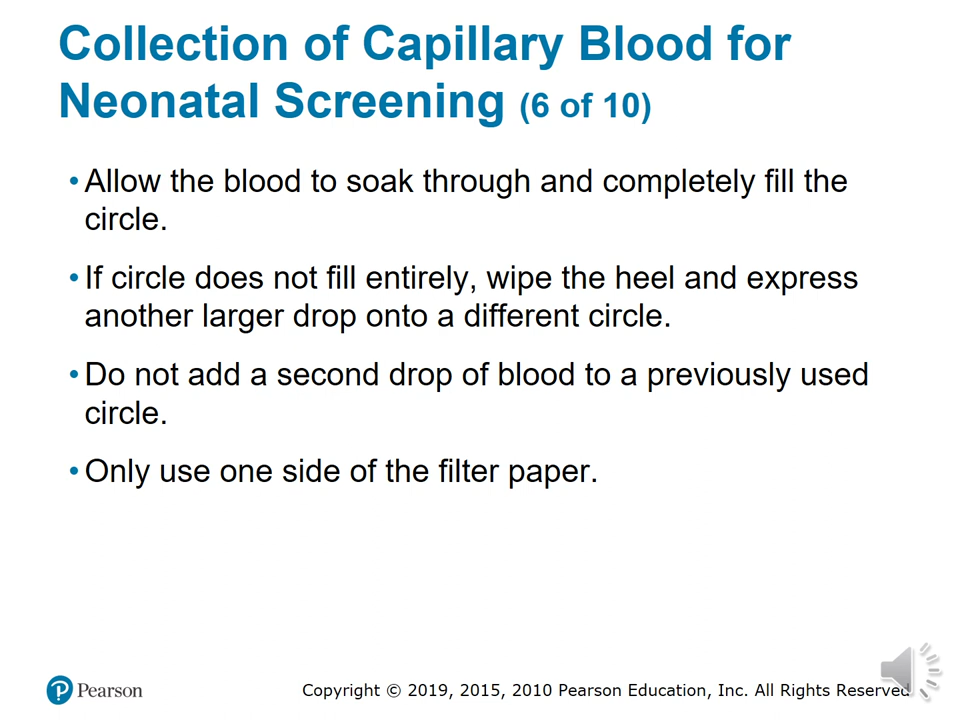 Collection of Capillary Blood for
Neonatal Screening (6 of 10)
• Allow the blood to soak through and completely fill the
circle.
• If circle does not fill entirely, wipe the heel and express
another larger drop onto a different circle.
• Do not add a second drop of blood to a previously used
circle.
• Only use one side of the filter paper.
P Pearson
Copyright © 2019, 2015, 2010 Pearson Education, Inc. All Rights Reserved